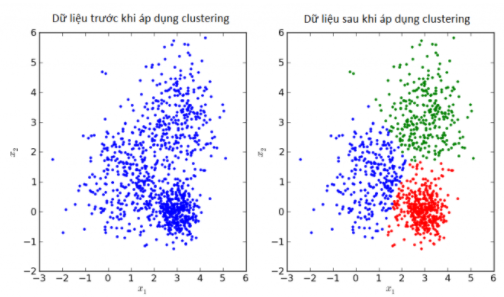 Dữ liệu trước khi áp dụng clustering
Dữ liệu sau khi áp dụng clustering
6
5
4
3
2
1
0
−1
−2
x₂
−3 −2 −1 0 1 2 3 4 5 6
x₁
6
5
4
3
2
1
0
−1
−2
x₂
−3 −2 −1 0 1 2 3 4 5 6
x₁